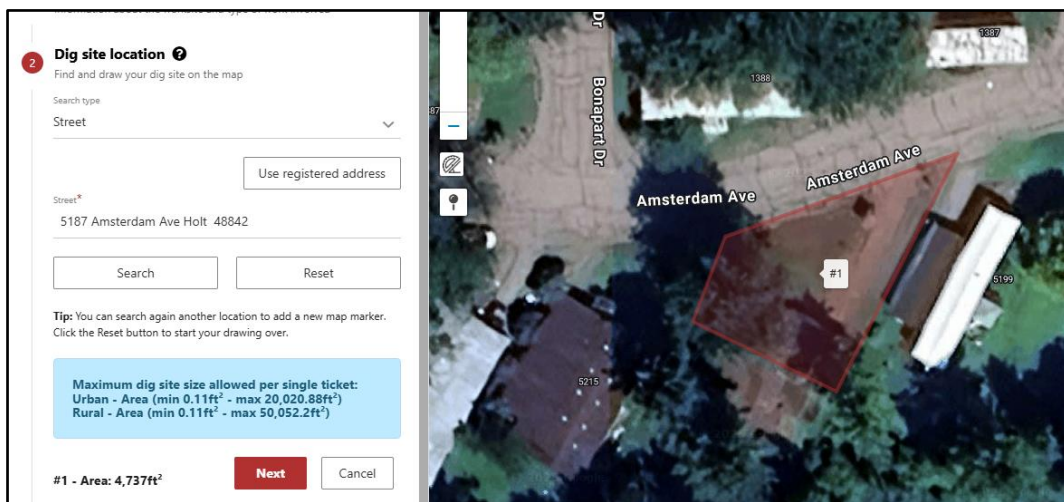 2
Dig site location ?
Find and draw your dig site on the map
Search type
Street
Use registered address
Street*
5187 Amsterdam Ave Holt 48842
Search
Reset
Tip: You can search again another location to add a new map marker.
Click the Reset button to start your drawing over.
Maximum dig site size allowed per single ticket:
Urban - Area (min 0.11ft² - max 20,020.88ft²)
Rural - Area (min 0.11ft² - max 50,052.2ft²)
#1 - Area: 4,737ft²
Next
Cancel
Dr
1387
1388
Bonapart Dr
87
Amsterdam Ave
Amsterdam Ave
#1
5199
5215